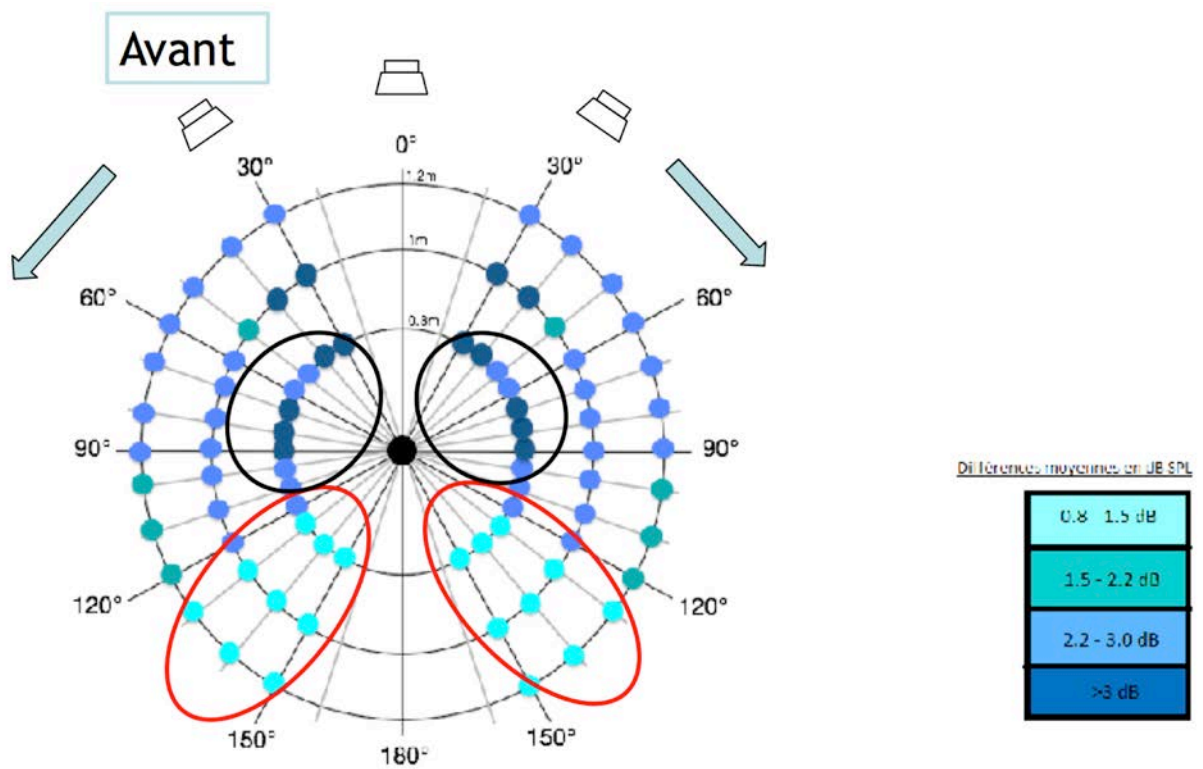 Avant
0°
30°
30°
1.2m
1m
0.8m
60°
60°
90°
90°
120°
120°
150°
150°
180°
Différences moyennes en dB SPL
0.8 - 1.5 dB
1.5 - 2.2 dB
2.2 - 3.0 dB
>3 dB